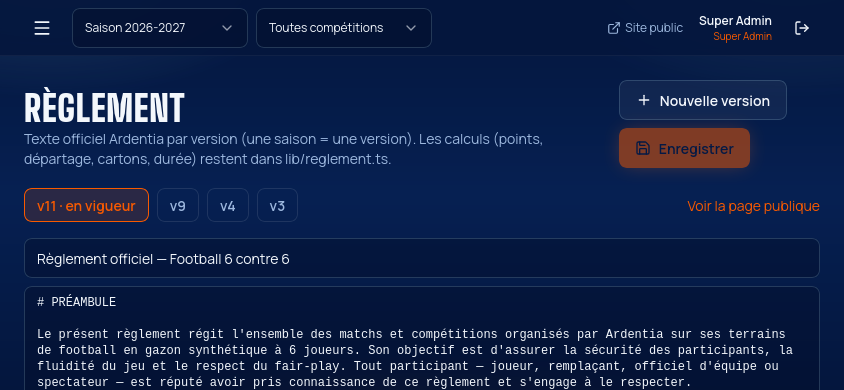 Saison 2026-2027
Toutes compétitions
Site public
Super Admin
Super Admin
RÈGLEMENT
Texte officiel Ardentia par version (une saison = une version). Les calculs (points,
départage, cartons, durée) restent dans lib/reglement.ts.
Nouvelle version
Enregistrer
v11 · en vigueur
v9
v4
v3
Voir la page publique
Règlement officiel — Football 6 contre 6
# PRÉAMBULE
Le présent règlement régit l'ensemble des matchs et compétitions organisés par Ardentia sur ses terrains
de football en gazon synthétique à 6 joueurs. Son objectif est d'assurer la sécurité des participants, la
fluidité du jeu et le respect du fair-play. Tout participant — joueur, remplaçant, officiel d'équipe ou
spectateur — est réputé avoir pris connaissance de ce règlement et s'engage à le respecter.